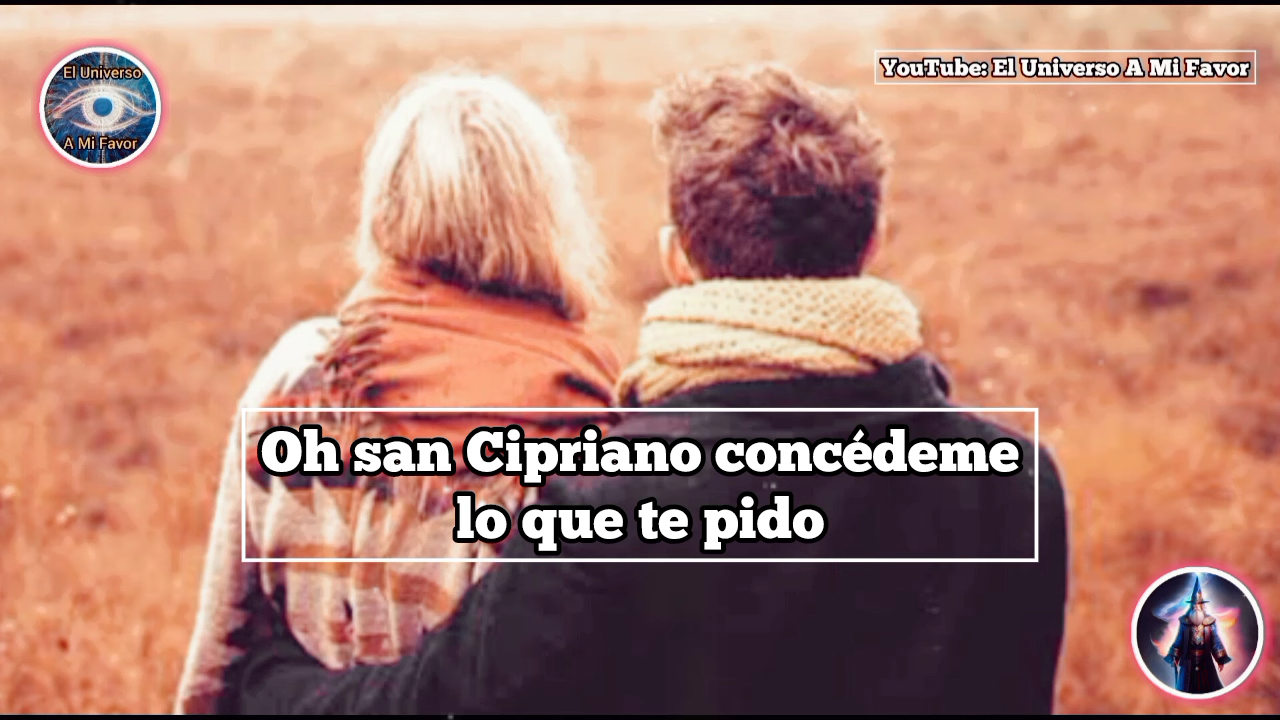 El Universo
A Mi Favor
YouTube: El Universo A Mi Favor
Oh san Cipriano concédeme
lo que te pido